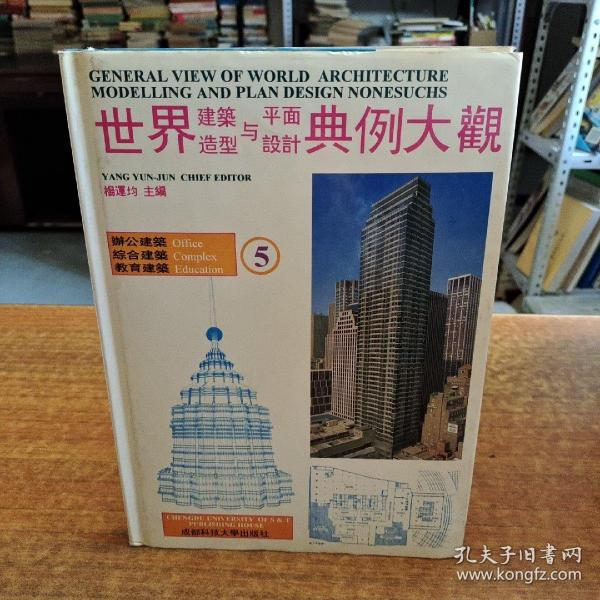 GENERAL VIEW OF WORLD ARCHITECTURE
MODELLING AND PLAN DESIGN NONESUCHS
世界建築造型与平面設計典例大觀
YANG YUN-JUN CHIEF EDITOR
楊運均 主編
辦公建築 Office
綜合建築 Complex
教育建築 Education
5
CHENGDU UNIVERSITY OF S & T
PUBLISHING HOUSE
成都科技大學出版社
孔夫子旧書网
www.kongfz.com